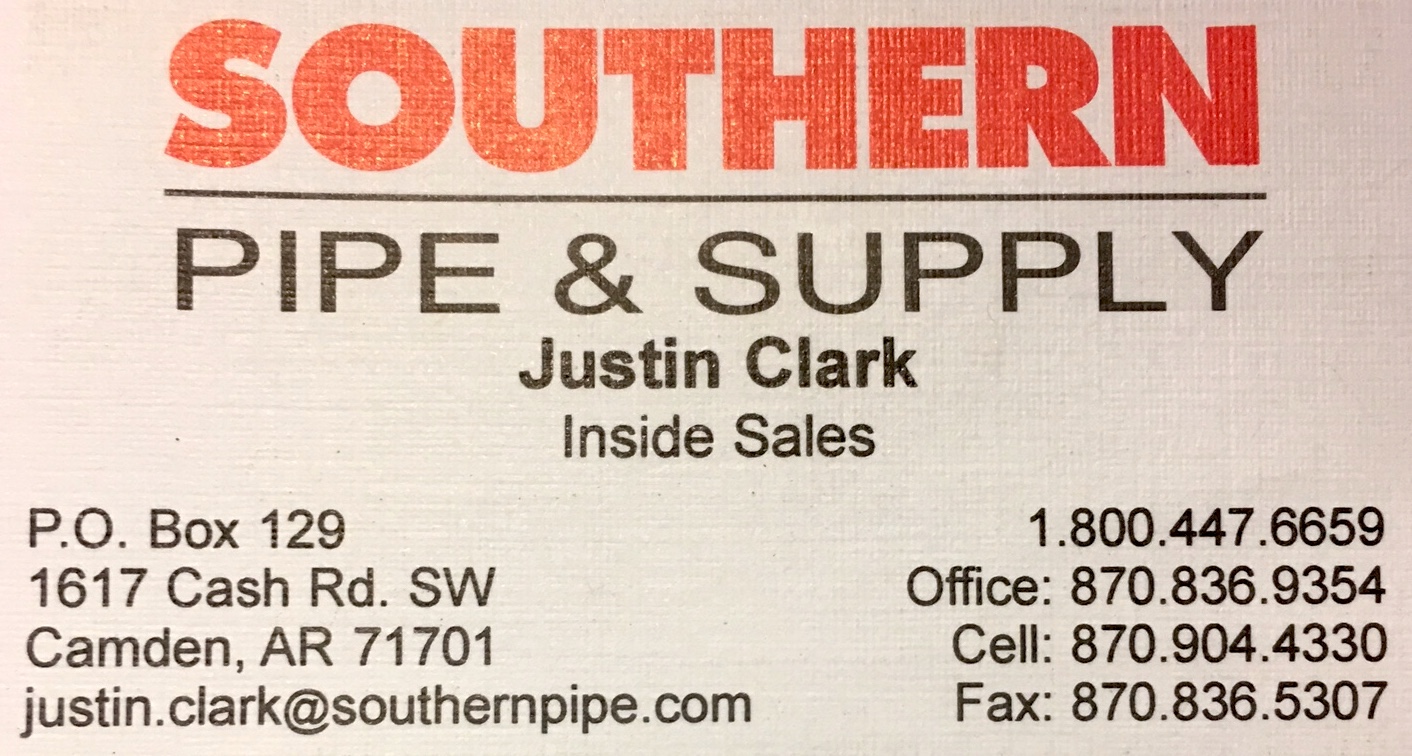 SOUTHERN
PIPE & SUPPLY
Justin Clark
Inside Sales
P.O. Box 129
1617 Cash Rd. SW
Camden, AR 71701
justin.clark@southernpipe.com
1.800.447.6659
Office: 870.836.9354
Cell: 870.904.4330
Fax: 870.836.5307